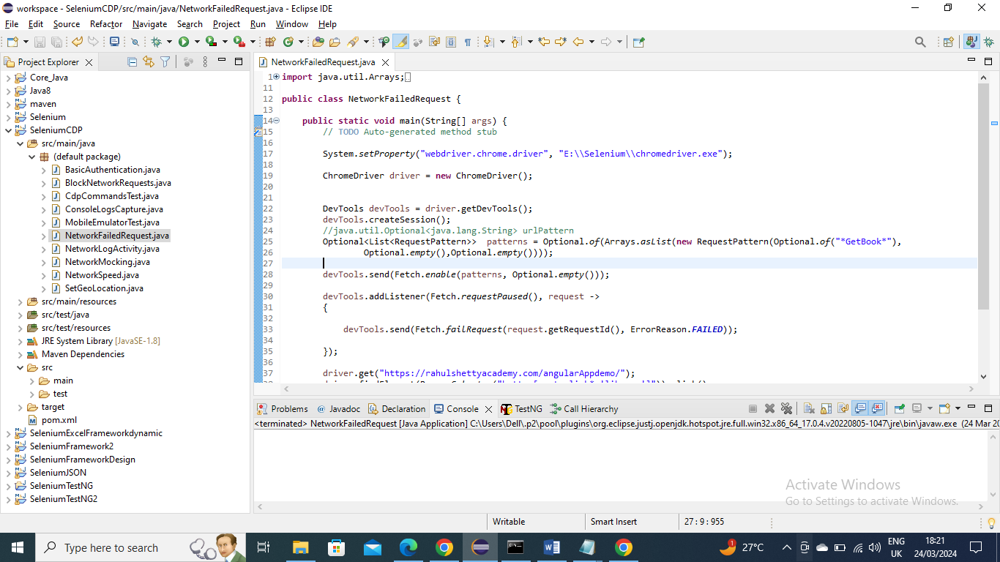 workspace - SeleniumCDP/src/main/java/NetworkFailedRequest.java - Eclipse IDE
File Edit Source Refactor Navigate Search Project Run Window Help
Project Explorer
NetworkFailedRequest.java
Core_Java
Java8
maven
Selenium
SeleniumCDP
src/main/java
(default package)
BasicAuthentication.java
BlockNetworkRequests.java
CdpCommandsTest.java
ConsoleLogsCapture.java
MobileEmulatorTest.java
NetworkFailedRequest.java
NetworkLogActivity.java
NetworkMocking.java
NetworkSpeed.java
SetGeoLocation.java
src/main/resources
src/test/java
src/test/resources
JRE System Library [JavaSE-1.8]
Maven Dependencies
src
main
test
target
pom.xml
SeleniumExcelFrameworkdynamic
SeleniumFramework2
SeleniumFrameworkDesign
SeleniumJSON
SeleniumTestNG
SeleniumTestNG2
1 import java.util.Arrays;
11
12 public class NetworkFailedRequest {
13
14 public static void main(String[] args) {
15 // TODO Auto-generated method stub
16
17 System.setProperty("webdriver.chrome.driver", "E:\\Selenium\\chromedriver.exe");
18
19 ChromeDriver driver = new ChromeDriver();
20
21
22 DevTools devTools = driver.getDevTools();
23 devTools.createSession();
24 //java.util.Optional<java.lang.String> urlPattern
25 Optional<List<RequestPattern>> patterns = Optional.of(Arrays.asList(new RequestPattern(Optional.of("*GetBook*"),
26 Optional.empty(),Optional.empty())));
27
28 devTools.send(Fetch.enable(patterns, Optional.empty()));
29
30 devTools.addListener(Fetch.requestPaused(), request ->
31 {
32
33 devTools.send(Fetch.failRequest(request.getRequestId(), ErrorReason.FAILED));
34
35 });
36
37 driver.get("https://rahulshettyacademy.com/angularAppdemo/");
Problems Javadoc Declaration Console TestNG Call Hierarchy
<terminated> NetworkFailedRequest [Java Application] C:\Users\Dell\.p2\pool\plugins\org.eclipse.justj.openjdk.hotspot.jre.full.win32.x86_64_17.0.4.v20220805-1047\jre\bin\javaw.exe (24 Mar 20
Activate Windows
Go to Settings to activate Windows.
Writable Smart Insert 27 : 9 : 955
Type here to search
1
27°C
ENG
UK
18:21
24/03/2024